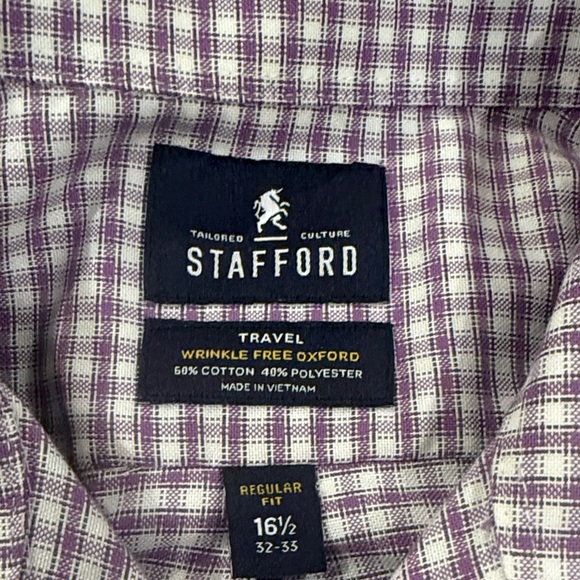 TAILORED CULTURE
STAFFORD
TRAVEL
WRINKLE FREE OXFORD
60% COTTON 40% POLYESTER
MADE IN VIETNAM
REGULAR
FIT
16½
32-33